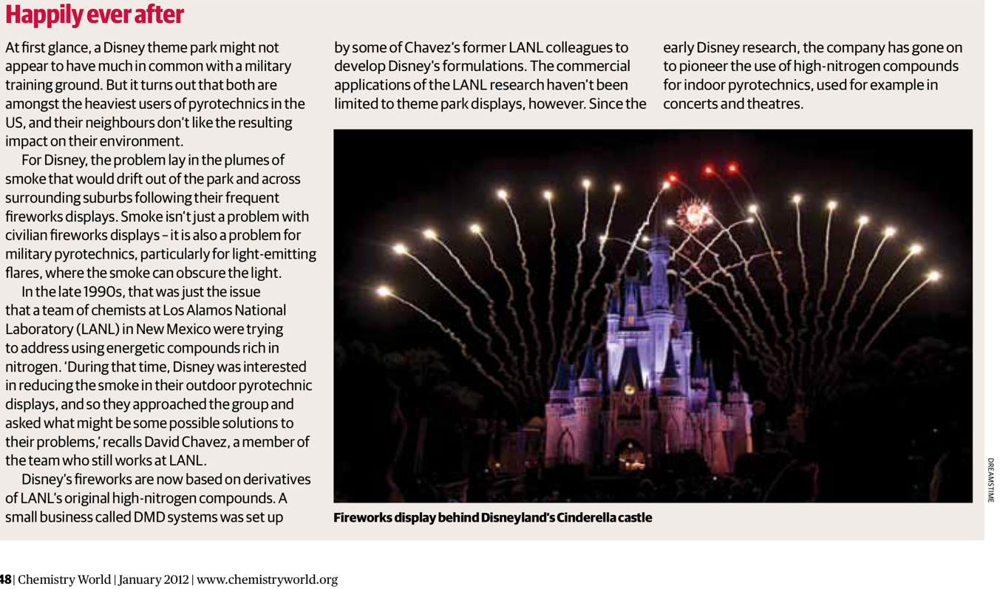 Happily ever after
At first glance, a Disney theme park might not
appear to have much in common with a military
training ground. But it turns out that both are
amongst the heaviest users of pyrotechnics in the
US, and their neighbours don’t like the resulting
impact on their environment.
For Disney, the problem lay in the plumes of
smoke that would drift out of the park and across
surrounding suburbs following their frequent
fireworks displays. Smoke isn’t just a problem with
civilian fireworks displays – it is also a problem for
military pyrotechnics, particularly for light-emitting
flares, where the smoke can obscure the light.
In the late 1990s, that was just the issue
that a team of chemists at Los Alamos National
Laboratory (LANL) in New Mexico were trying
to address using energetic compounds rich in
nitrogen. ‘During that time, Disney was interested
in reducing the smoke in their outdoor pyrotechnic
displays, and so they approached the group and
asked what might be some possible solutions to
their problems,’ recalls David Chavez, a member of
the team who still works at LANL.
Disney’s fireworks are now based on derivatives
of LANL’s original high-nitrogen compounds. A
small business called DMD systems was set up
by some of Chavez’s former LANL colleagues to
develop Disney’s formulations. The commercial
applications of the LANL research haven’t been
limited to theme park displays, however. Since the
early Disney research, the company has gone on
to pioneer the use of high-nitrogen compounds
for indoor pyrotechnics, used for example in
concerts and theatres.
DREAMSTIME
Fireworks display behind Disneyland’s Cinderella castle
48 | Chemistry World | January 2012 | www.chemistryworld.org